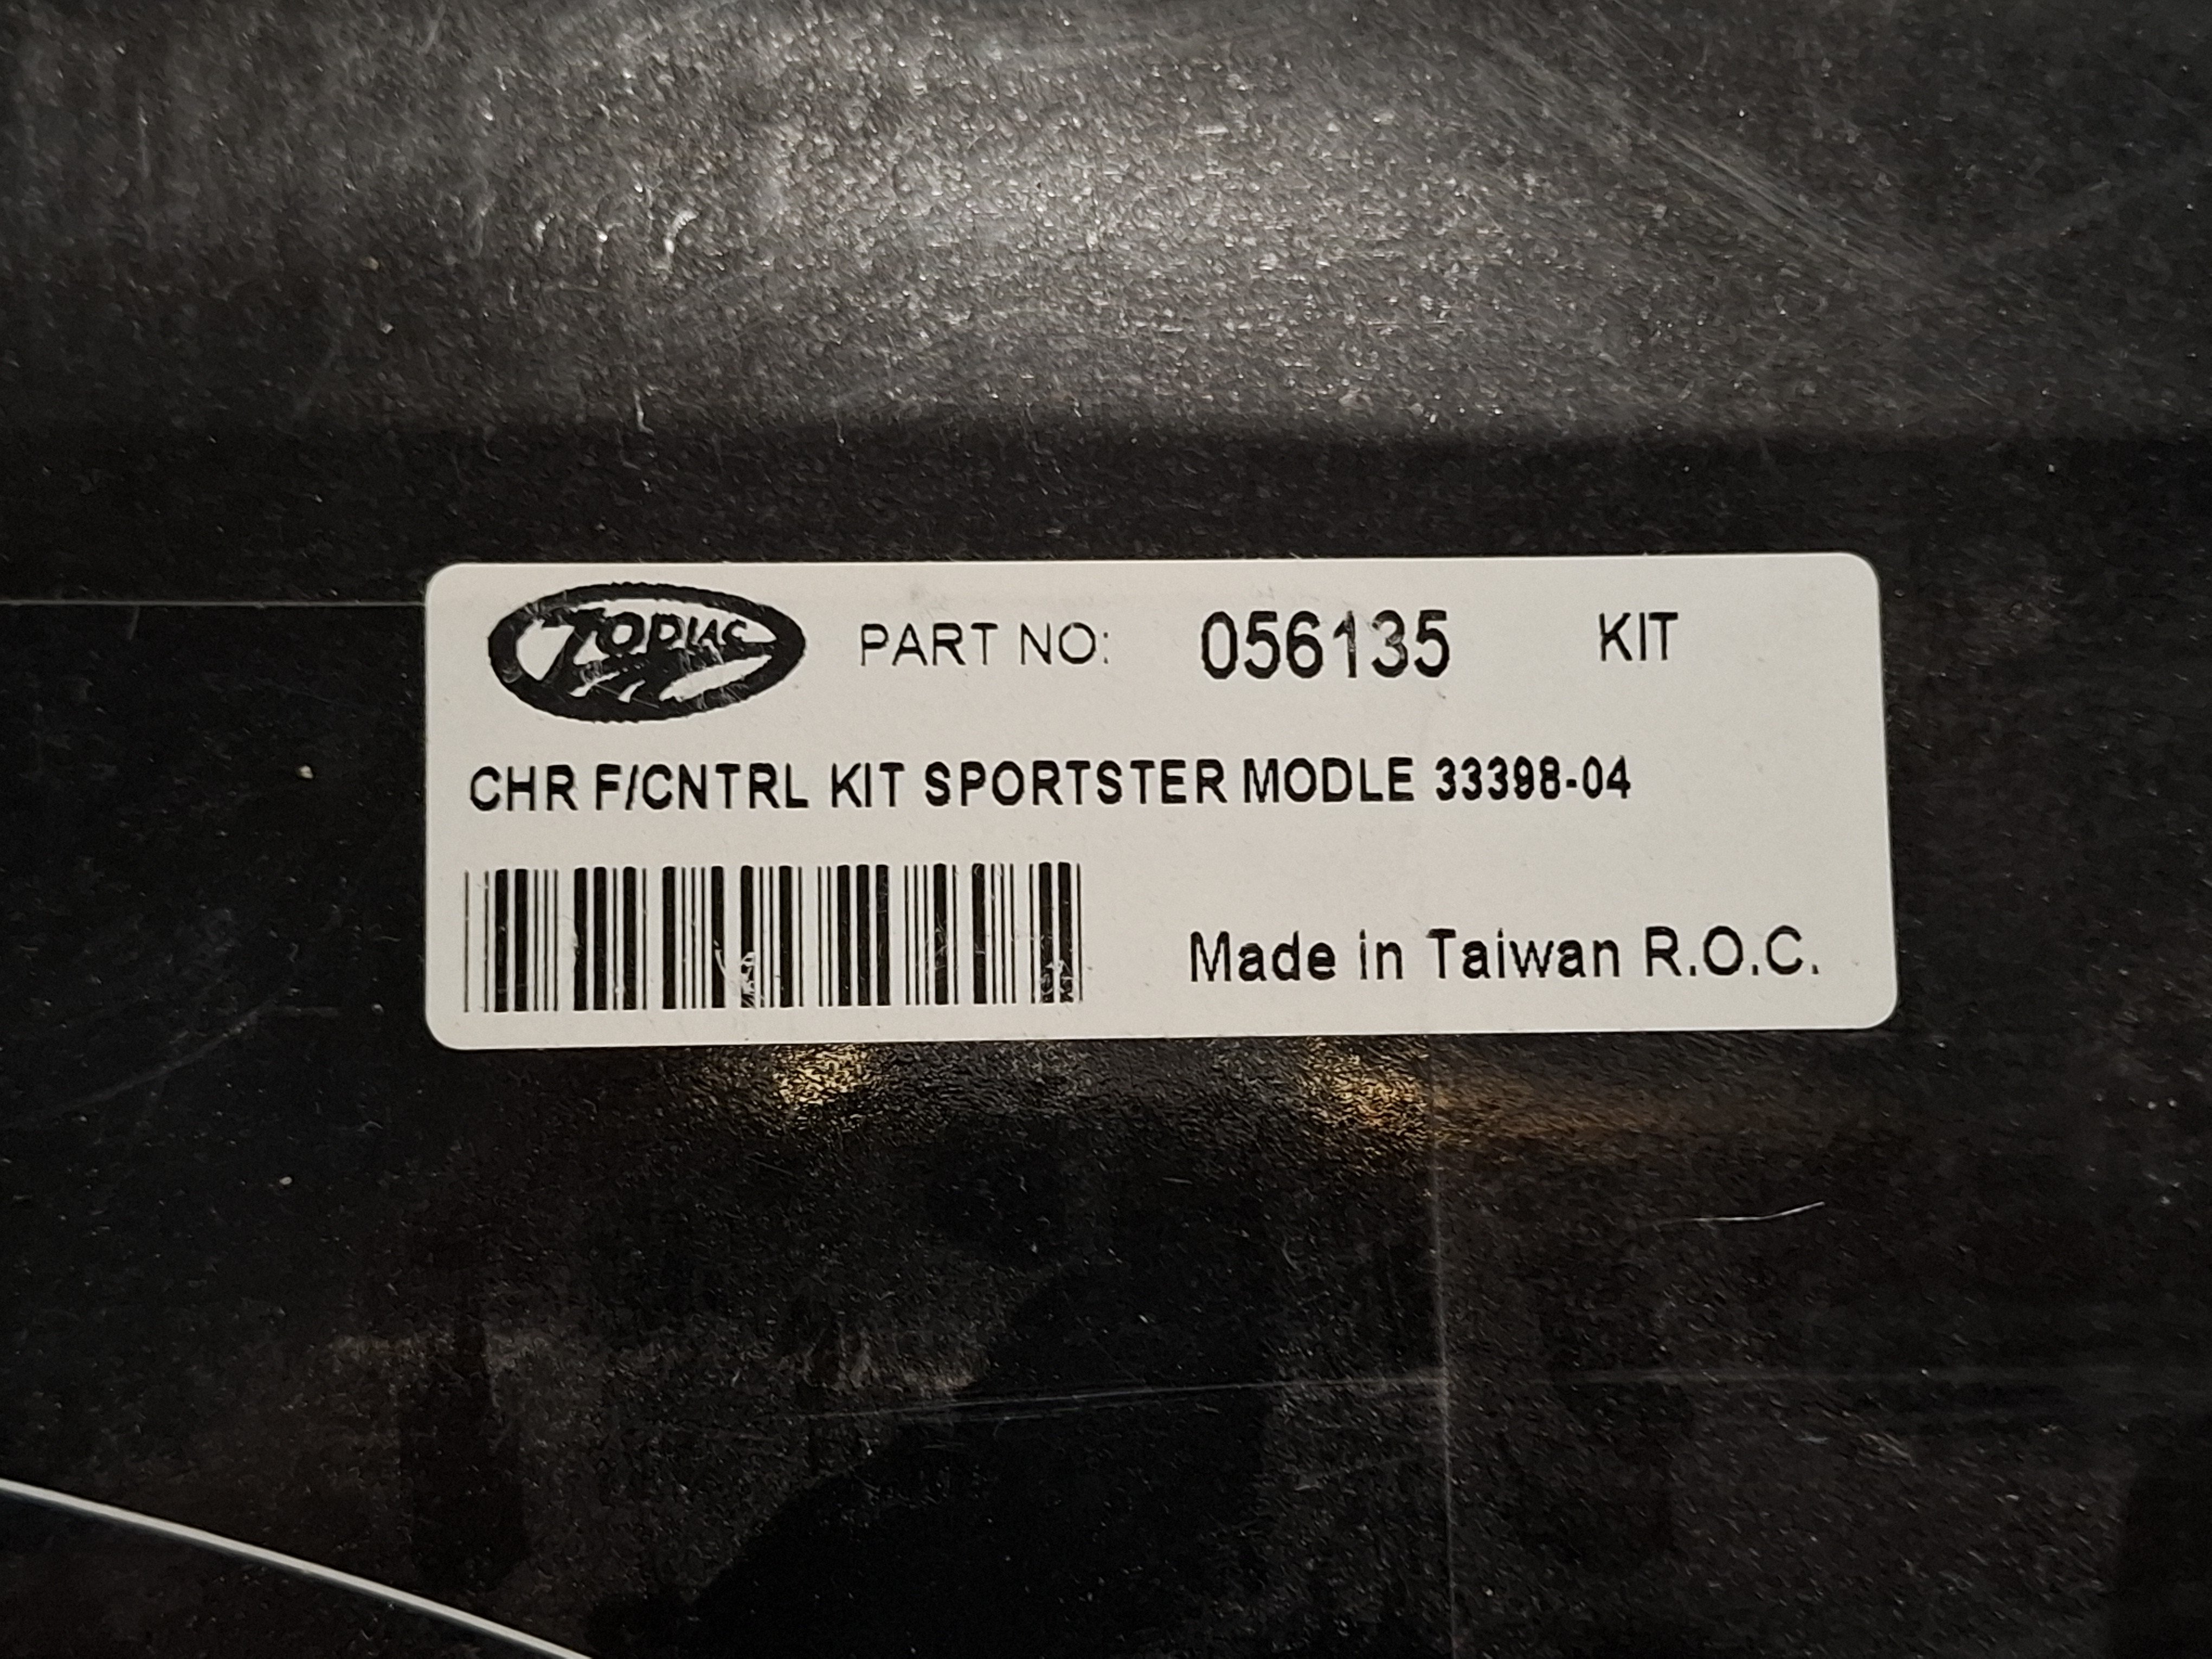 ZODIAC PART NO: 056135 KIT
CHR F/CNTRL KIT SPORTSTER MODLE 33398-04
Made in Taiwan R.O.C.